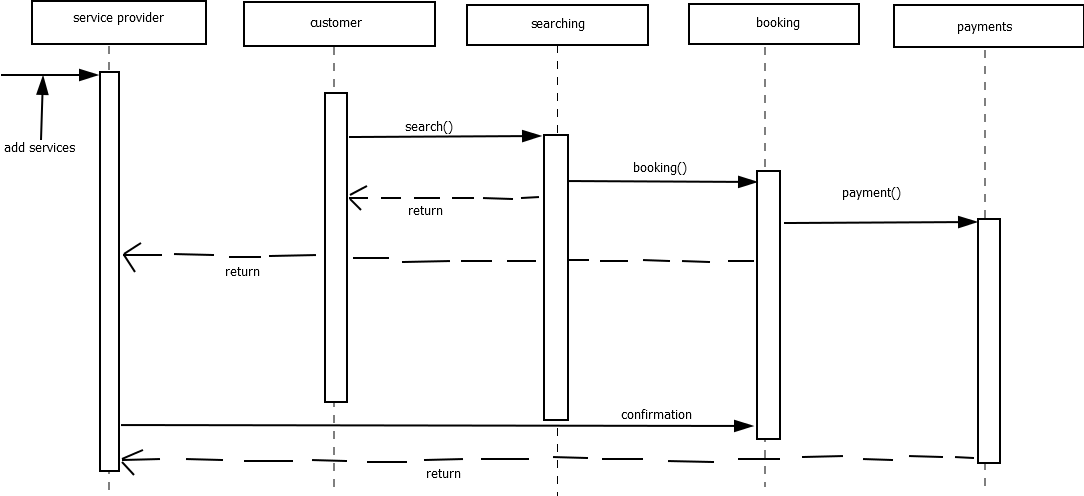 service provider
customer
searching
booking
payments
search()
add services
booking()
payment()
return
return
confirmation
return